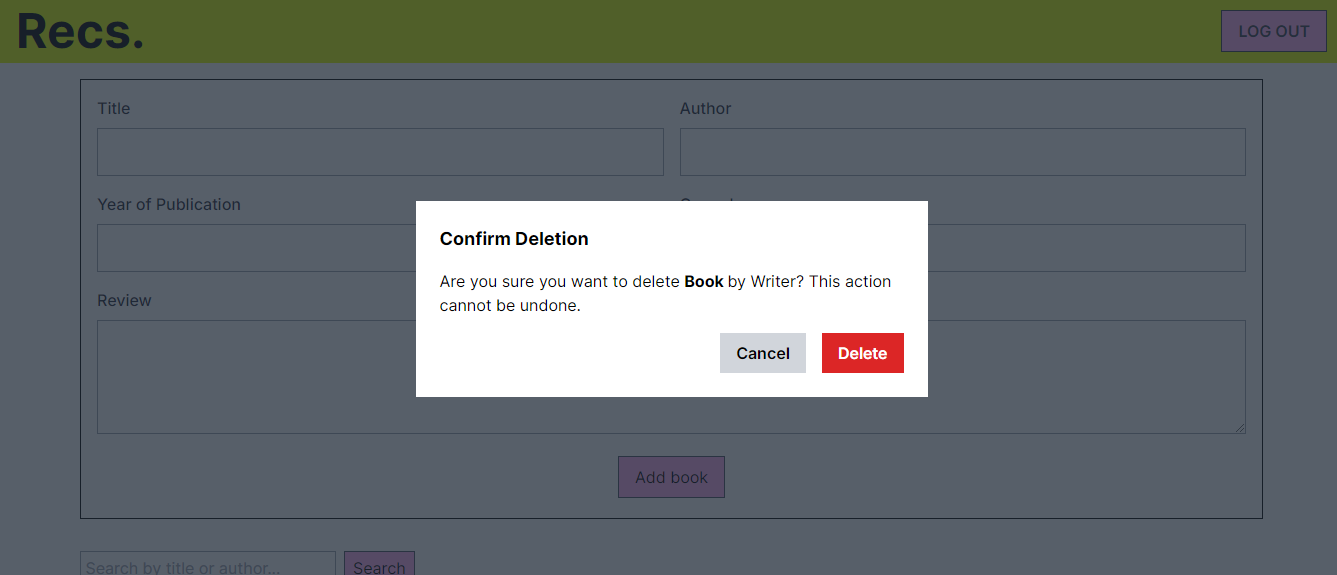 Recs.
LOG OUT
Title
Author
Year of Publication
Confirm Deletion
Are you sure you want to delete Book by Writer? This action
cannot be undone.
Cancel
Delete
Review
Add book
Search by title or author...
Search